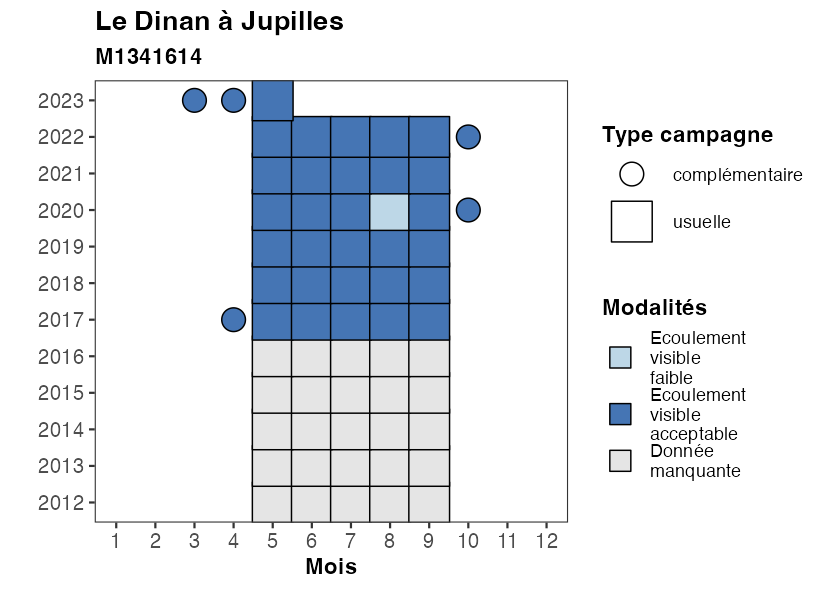 Le Dinan à Jupilles
M1341614
2023
2022
2021
2020
2019
2018
2017
2016
2015
2014
2013
2012
1 2 3 4 5 6 7 8 9 10 11 12
Mois
Type campagne
complémentaire
usuelle
Modalités
Ecoulement
visible
faible
Ecoulement
visible
acceptable
Donnée
manquante